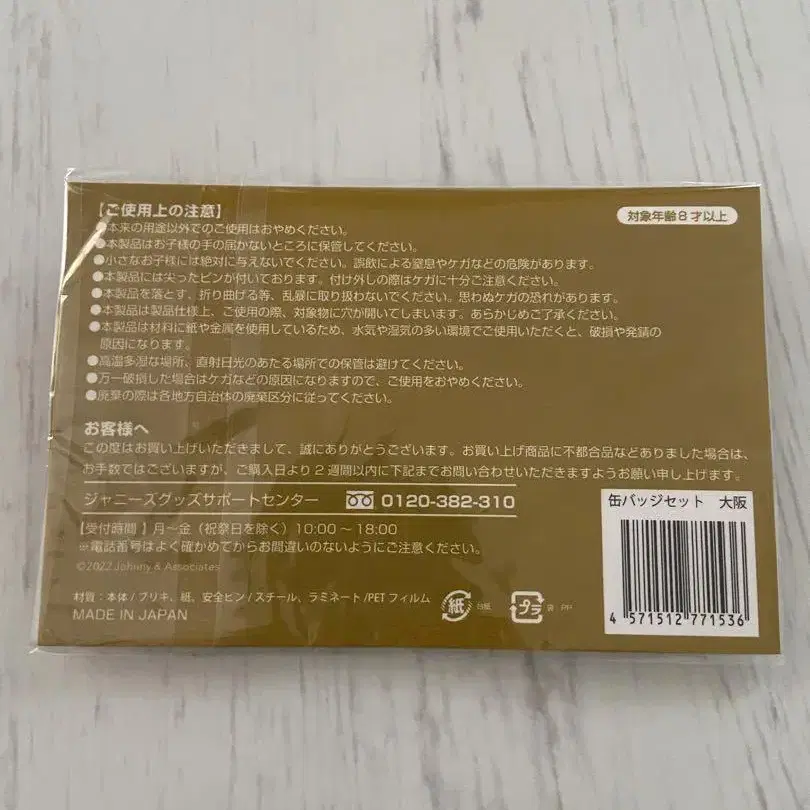 【ご使用上の注意】
対象年齢8才以上
●本来の用途以外でのご使用はおやめください。
●本製品はお子様の手の届かないところに保管してください。
●小さなお子様には絶対に与えないでください。誤飲による窒息やケガなどの危険があります。
●本製品には尖ったピンが付いております。付け外しの際はケガに十分ご注意ください。
●本製品を落とす、折り曲げる等、乱暴に取り扱わないでください。思わぬケガの恐れがあります。
●本製品は製品仕様上、ご使用の際、対象物に穴が開いてしまいます。あらかじめご了承ください。
●本製品は材料に紙や金属を使用しているため、水気や湿気の多い環境でご使用いただくと、破損や発錆の
原因になります。
●高温多湿な場所、直射日光のあたる場所での保管は避けてください。
●万一破損した場合はケガなどの原因になりますので、ご使用をおやめください。
●廃棄の際は各地方自治体の廃棄区分に従ってください。
お客様へ
この度はお買い上げいただきまして、誠にありがとうございます。お買い上げ商品に不都合品などありました場合は、
お手数ではございますが、ご購入日より2週間以内に下記までお問い合わせいただきますようお願い申し上げます。
ジャニーズグッズサポートセンター 0120-382-310
【受付時間】月〜金（祝祭日を除く）10:00〜18:00
※電話番号はよく確かめてからお間違いのないようにご注意ください。
©2022 Johnny & Associates
材質：本体/ブリキ、紙、安全ピン/スチール、ラミネート/PETフィルム
MADE IN JAPAN
紙 台紙
プラ 袋 PP
缶バッジセット 大阪
4 571512 771536